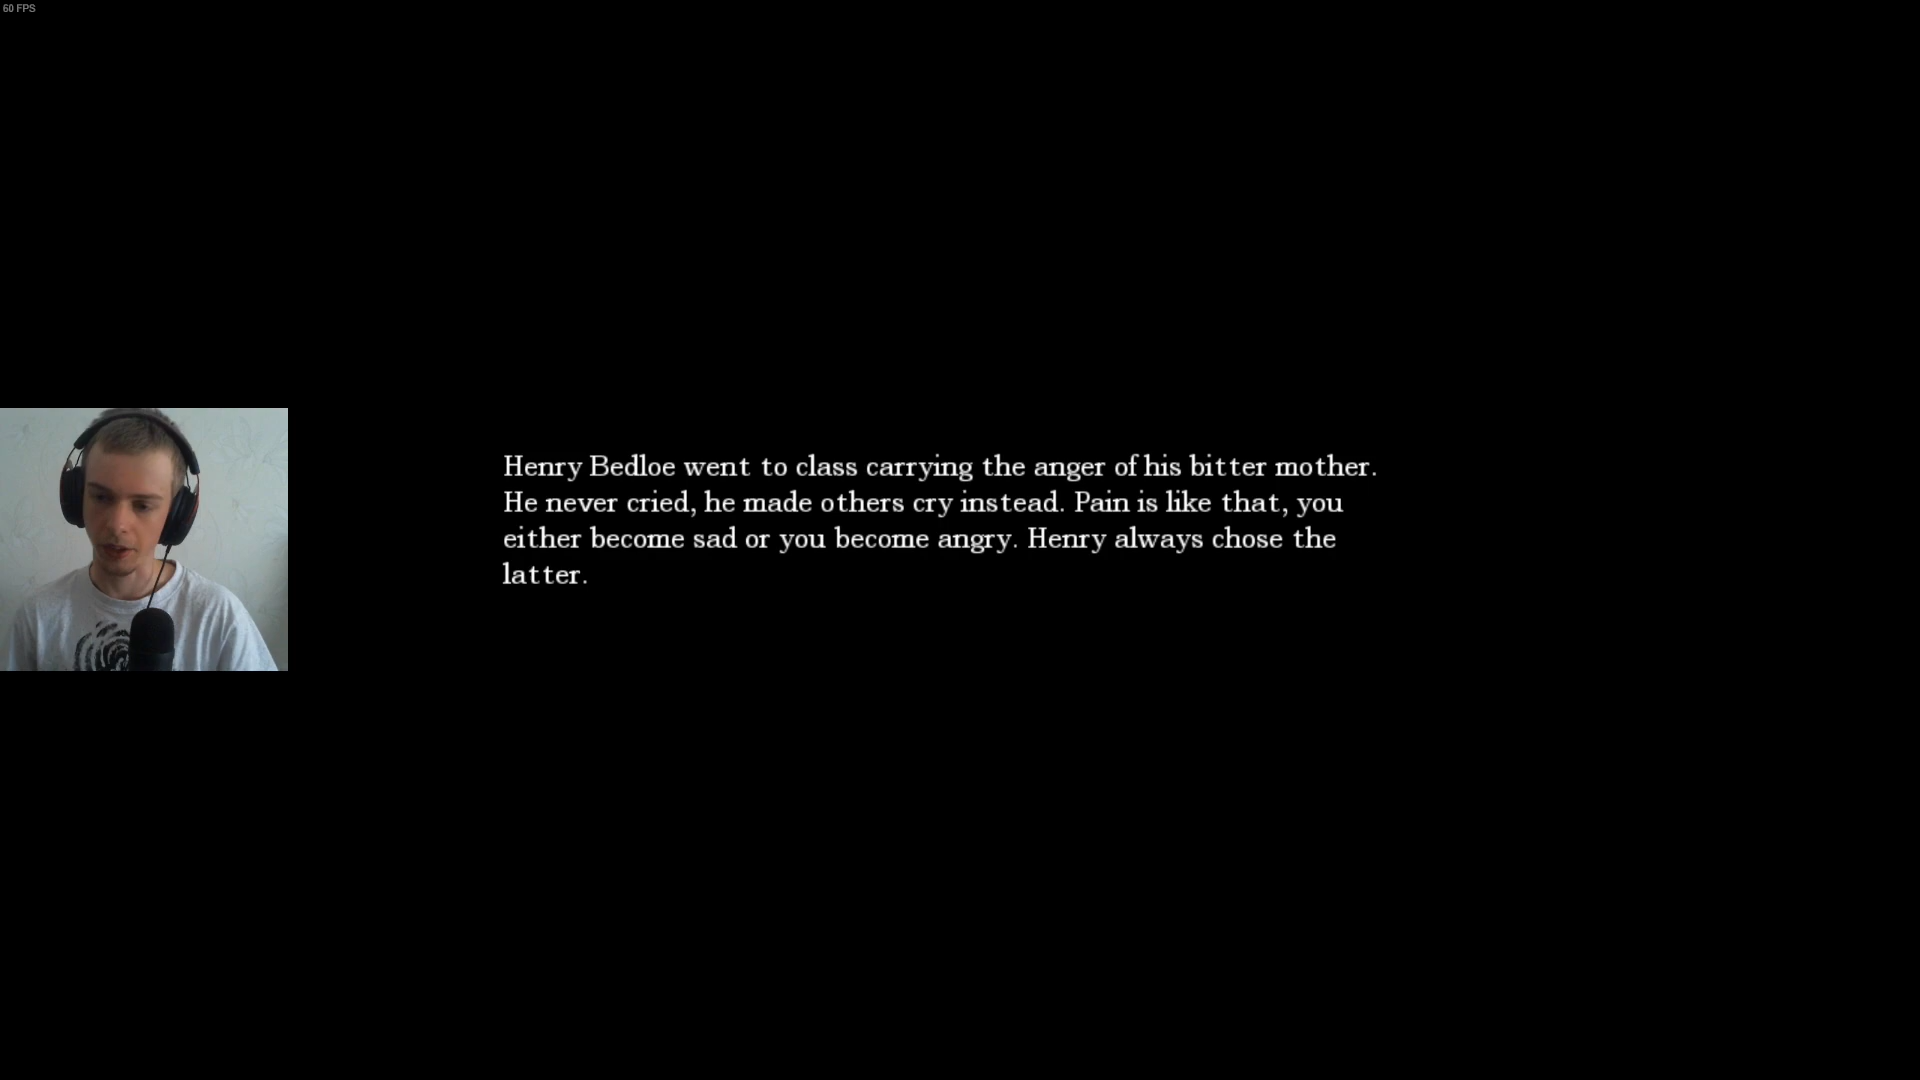 60 FPS
Henry Bedloe went to class carrying the anger of his bitter mother.
He never cried, he made others cry instead. Pain is like that, you
either become sad or you become angry. Henry always chose the
latter.